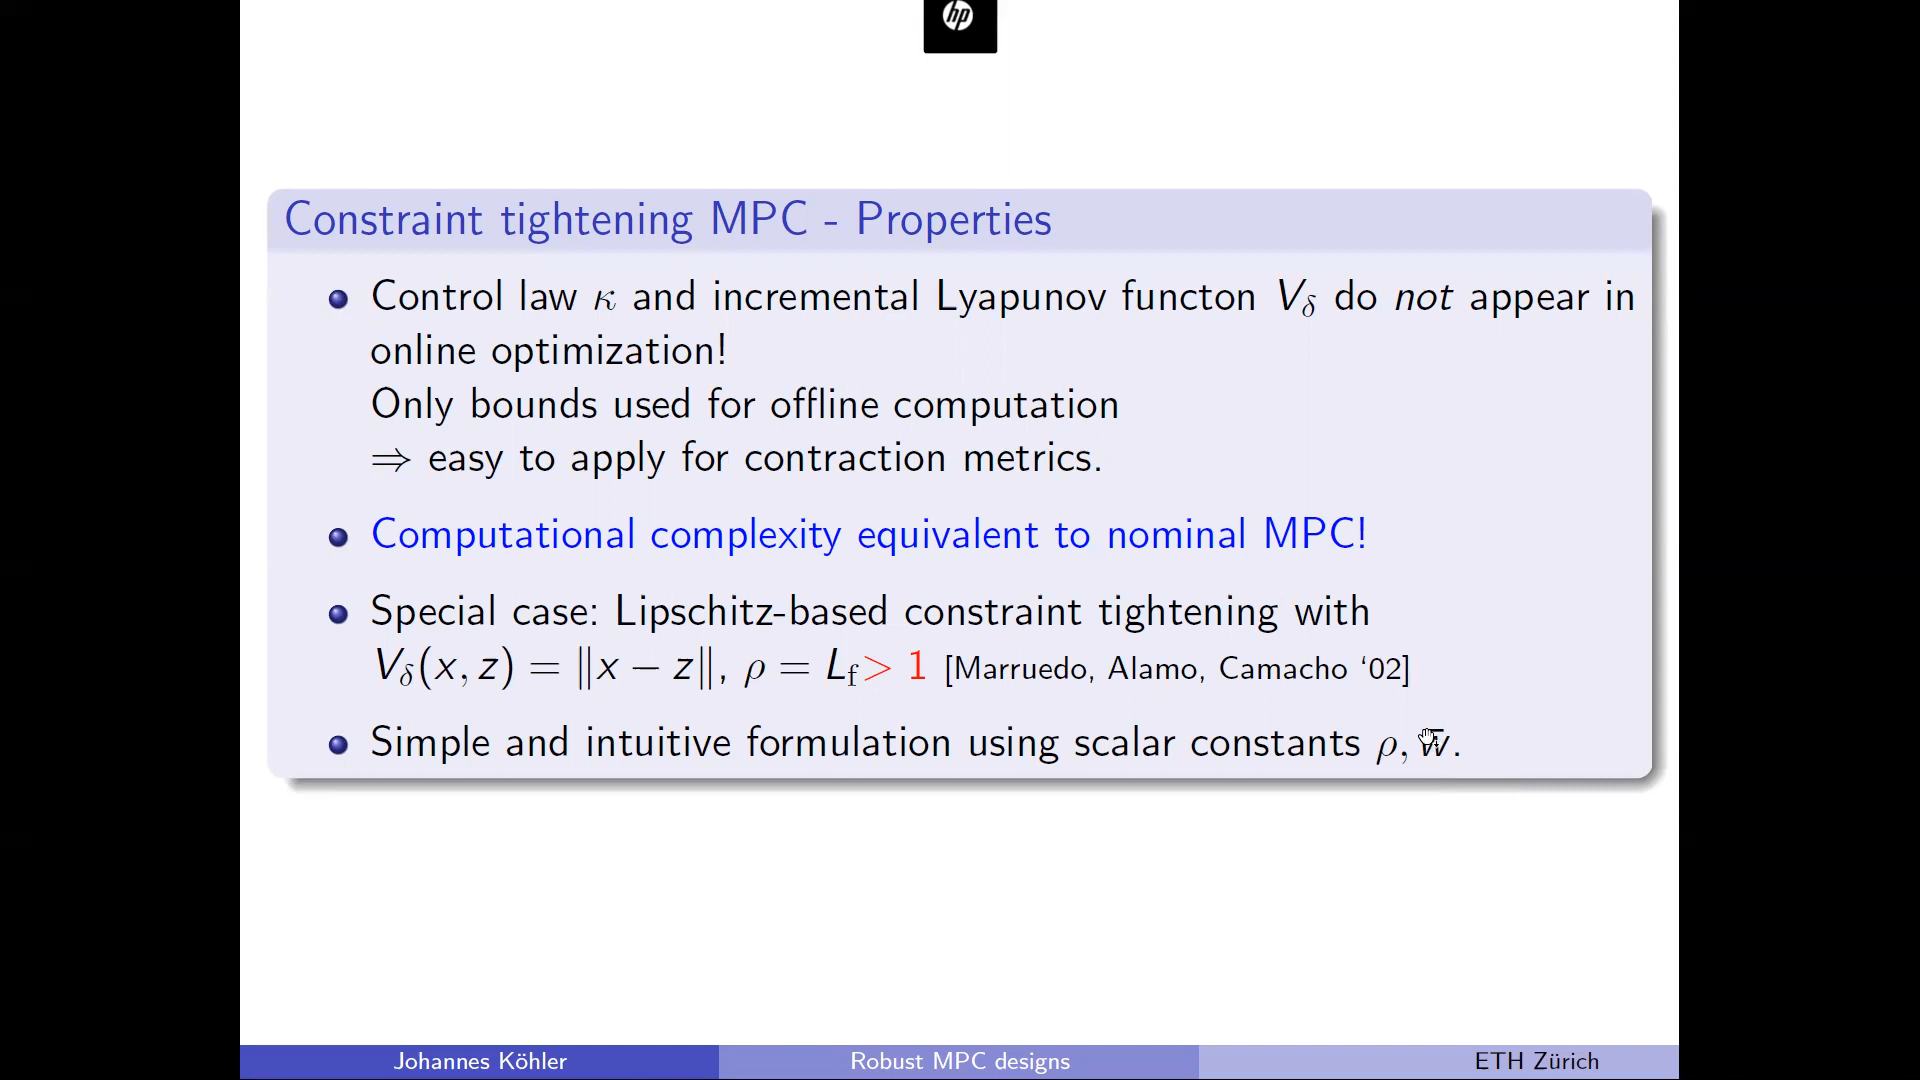 hp
Constraint tightening MPC - Properties
Control law κ and incremental Lyapunov functon V_δ do not appear in
online optimization!
Only bounds used for offline computation
⇒ easy to apply for contraction metrics.
Computational complexity equivalent to nominal MPC!
Special case: Lipschitz-based constraint tightening with
V_δ(x, z) = ‖x − z‖, ρ = L_f > 1 [Marruedo, Alamo, Camacho ‘02]
Simple and intuitive formulation using scalar constants ρ, w̅.
Johannes Köhler
Robust MPC designs
ETH Zürich